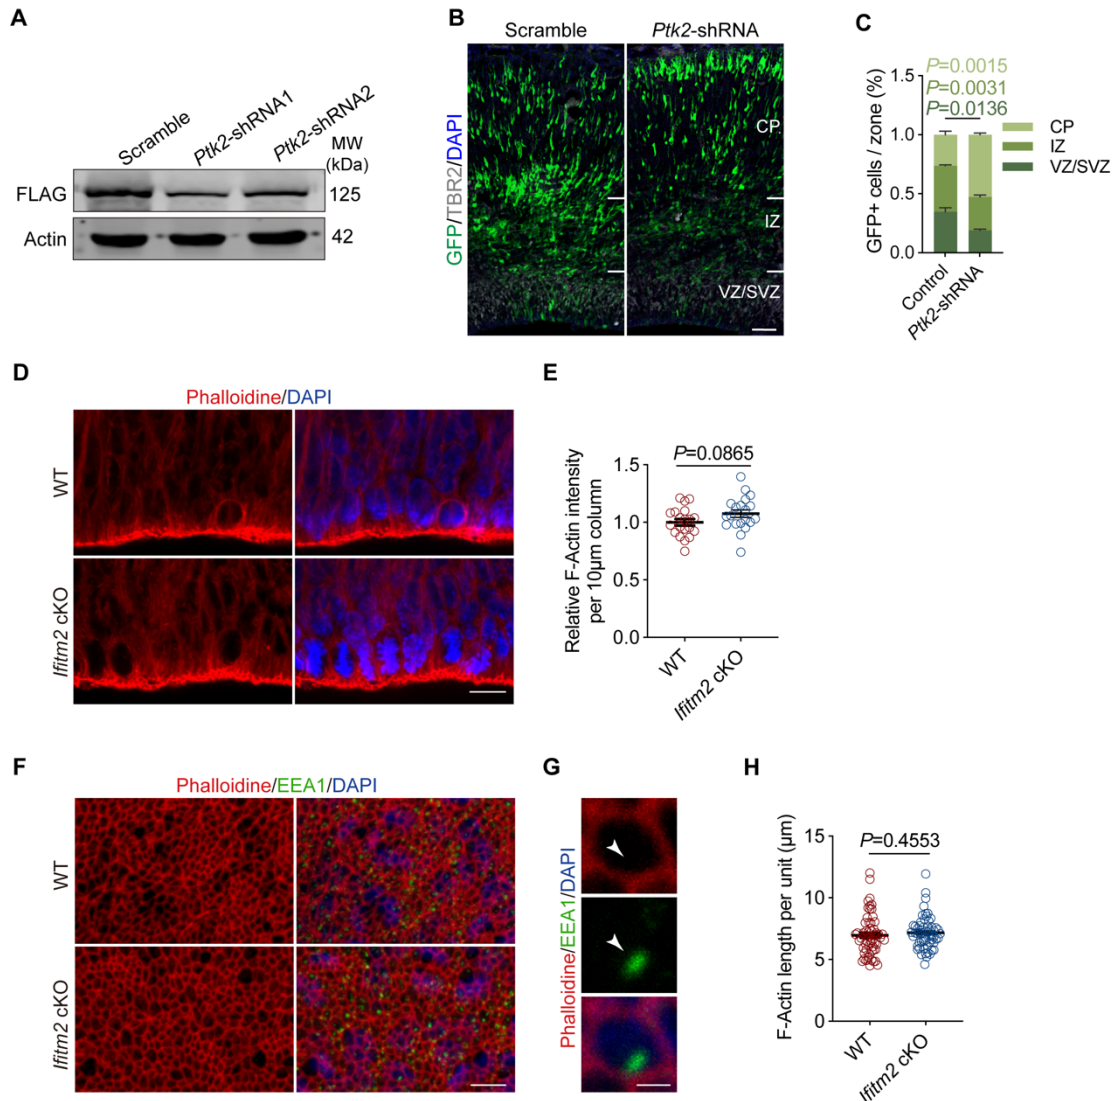 A
Scramble
Ptk2-shRNA1
Ptk2-shRNA2
MW
(kDa)
FLAG
125
Actin
42
B
Scramble
Ptk2-shRNA
GFP/TBR2/DAPI
CP
IZ
VZ/SVZ
C
P=0.0015
P=0.0031
P=0.0136
GFP+ cells / zone (%)
1.5
1.0
0.5
0.0
CP
IZ
VZ/SVZ
Control
Ptk2-shRNA
D
Phalloidine/DAPI
WT
Ifitm2 cKO
E
Relative F-Actin intensity
per 10μm column
P=0.0865
1.5
1.0
0.5
0.0
WT
Ifitm2 cKO
F
Phalloidine/EEA1/DAPI
WT
Ifitm2 cKO
G
Phalloidine/EEA1/DAPI
H
F-Actin length per unit (μm)
P=0.4553
15
10
5
0
WT
Ifitm2 cKO